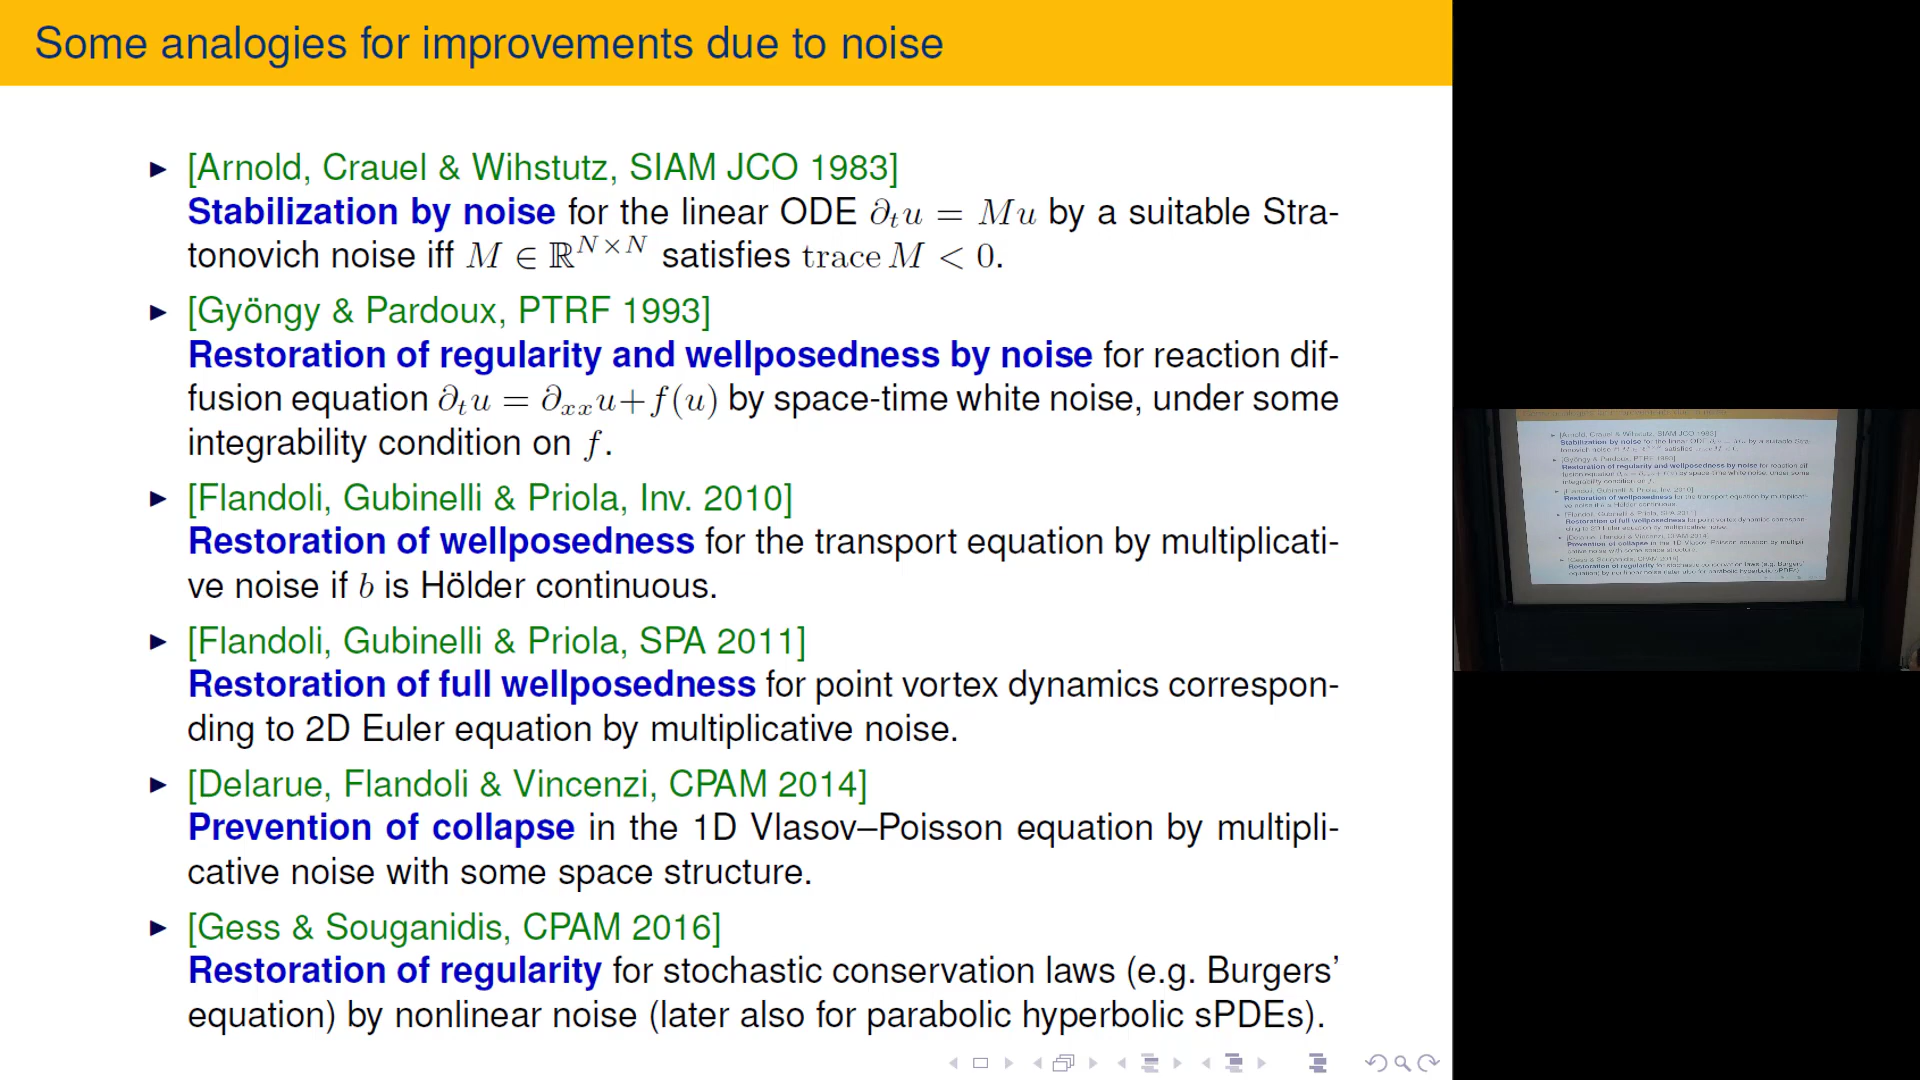 Some analogies for improvements due to noise
► [Arnold, Crauel & Wihstutz, SIAM JCO 1983]
Stabilization by noise for the linear ODE ∂ₜu = Mu by a suitable Stra-
tonovich noise iff M ∈ ℝ^{N×N} satisfies trace M < 0.
► [Gyöngy & Pardoux, PTRF 1993]
Restoration of regularity and wellposedness by noise for reaction dif-
fusion equation ∂ₜu = ∂ₓₓu+f(u) by space-time white noise, under some
integrability condition on f.
► [Flandoli, Gubinelli & Priola, Inv. 2010]
Restoration of wellposedness for the transport equation by multiplicati-
ve noise if b is Hölder continuous.
► [Flandoli, Gubinelli & Priola, SPA 2011]
Restoration of full wellposedness for point vortex dynamics correspon-
ding to 2D Euler equation by multiplicative noise.
► [Delarue, Flandoli & Vincenzi, CPAM 2014]
Prevention of collapse in the 1D Vlasov–Poisson equation by multipli-
cative noise with some space structure.
► [Gess & Souganidis, CPAM 2016]
Restoration of regularity for stochastic conservation laws (e.g. Burgers’
equation) by nonlinear noise (later also for parabolic hyperbolic sPDEs).